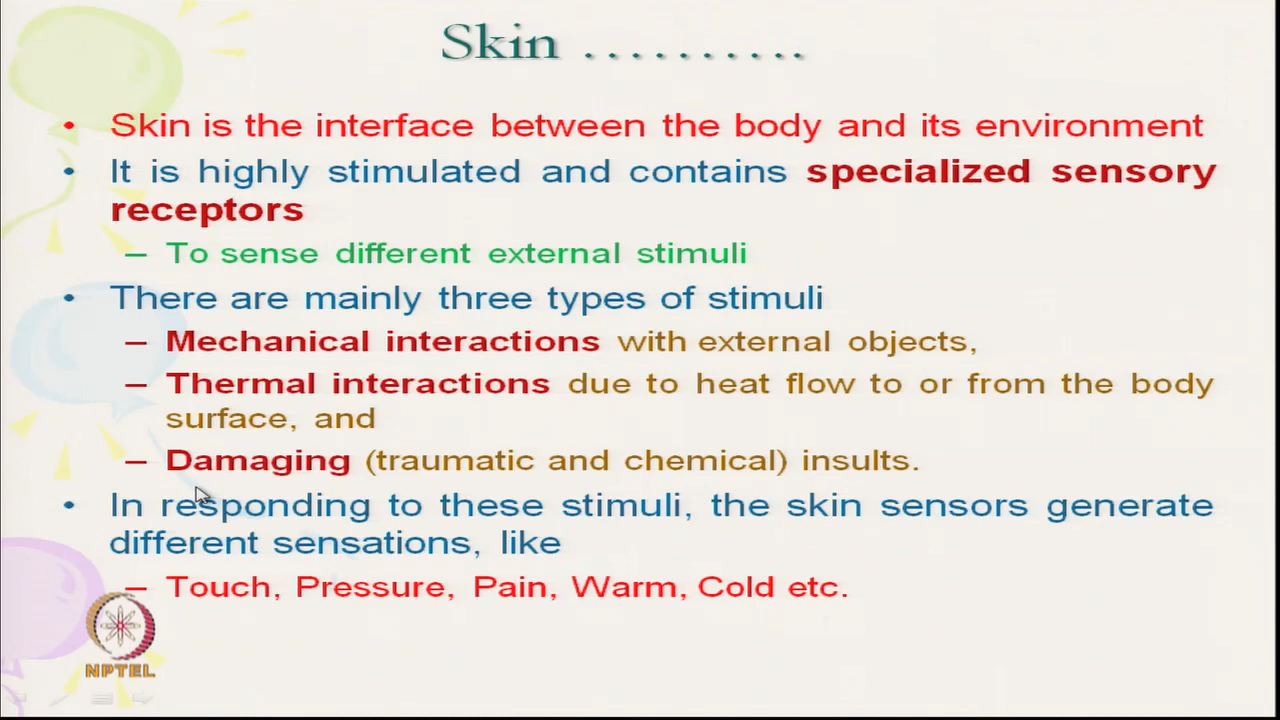 Skin ..........
• Skin is the interface between the body and its environment
• It is highly stimulated and contains specialized sensory
receptors
– To sense different external stimuli
• There are mainly three types of stimuli
– Mechanical interactions with external objects,
– Thermal interactions due to heat flow to or from the body
surface, and
– Damaging (traumatic and chemical) insults.
• In responding to these stimuli, the skin sensors generate
different sensations, like
– Touch, Pressure, Pain, Warm, Cold etc.
NPTEL